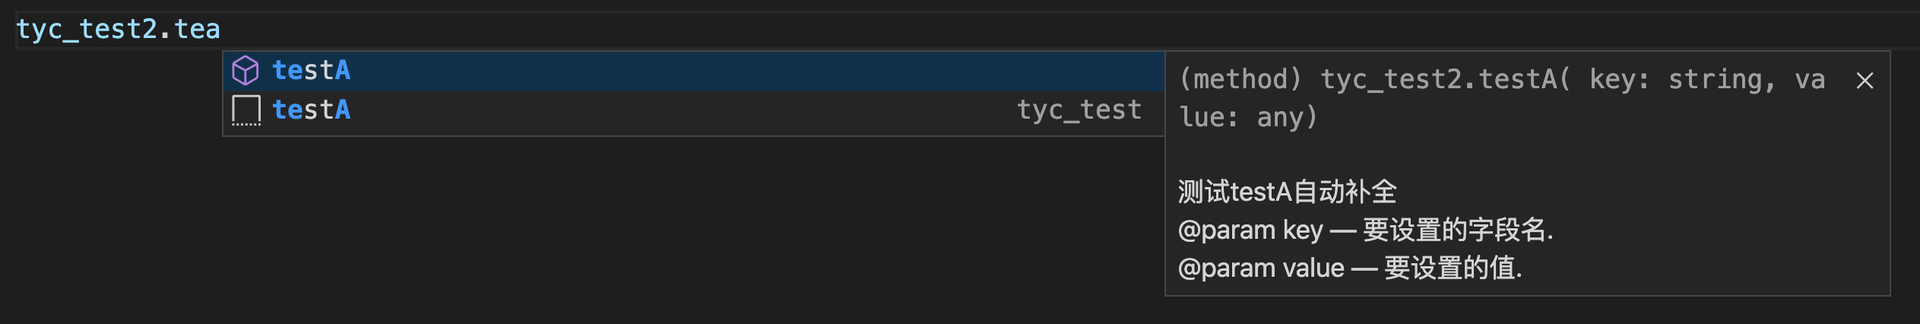 tyc_test2.tea
testA
testA tyc_test
(method) tyc_test2.testA( key: string, va
lue: any)
测试testA自动补全
@param key — 要设置的字段名.
@param value — 要设置的值.